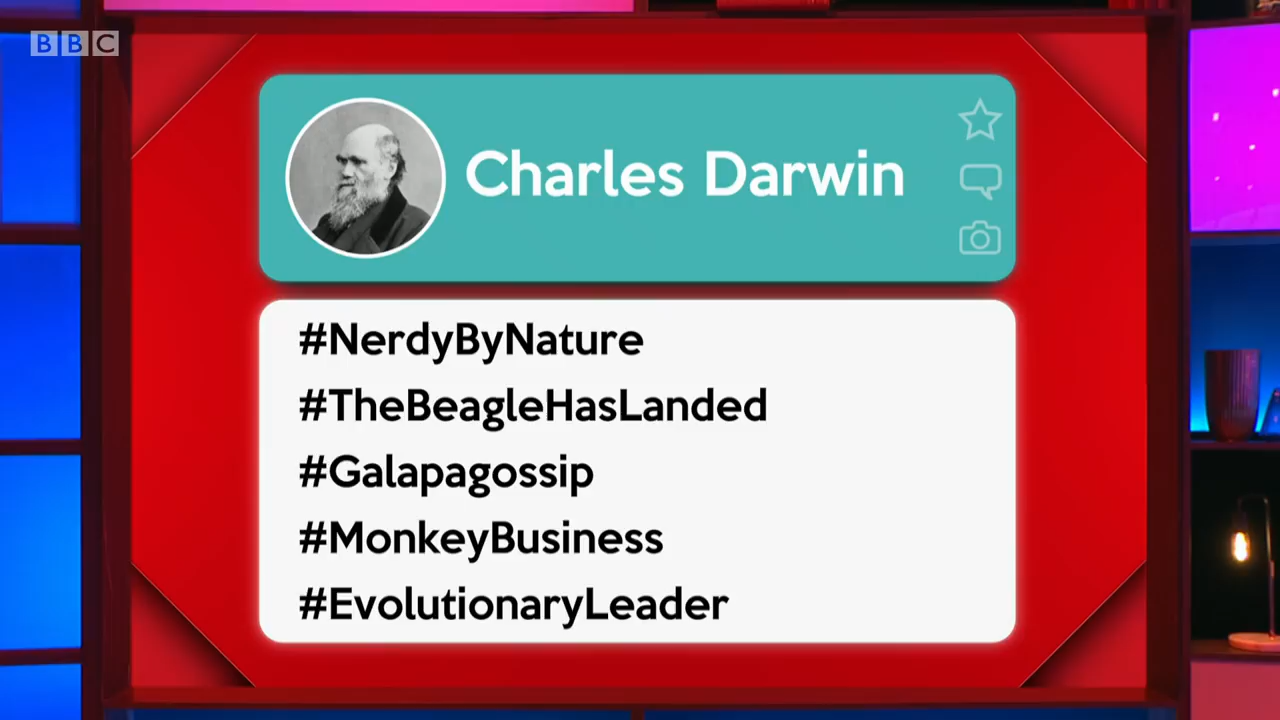 BBC
Charles Darwin
#NerdyByNature
#TheBeagleHasLanded
#Galapagossip
#MonkeyBusiness
#EvolutionaryLeader